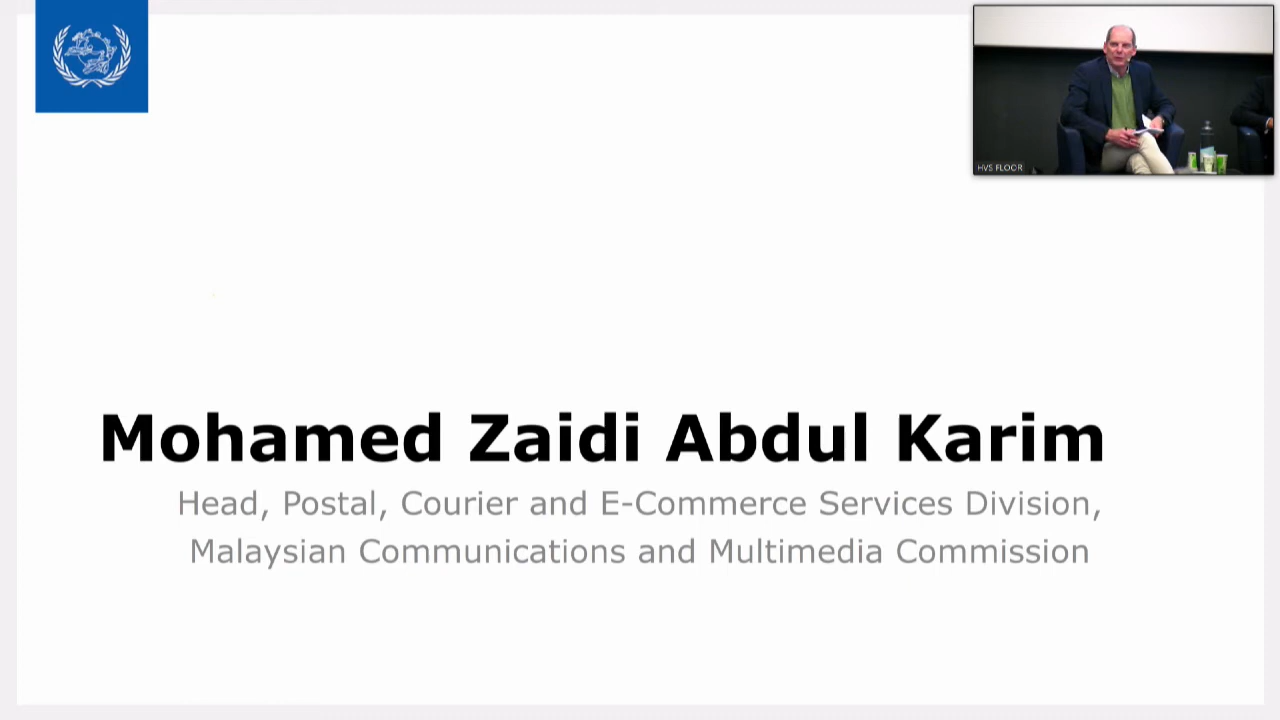 HVS FLOOR
Mohamed Zaidi Abdul Karim
Head, Postal, Courier and E-Commerce Services Division,
Malaysian Communications and Multimedia Commission